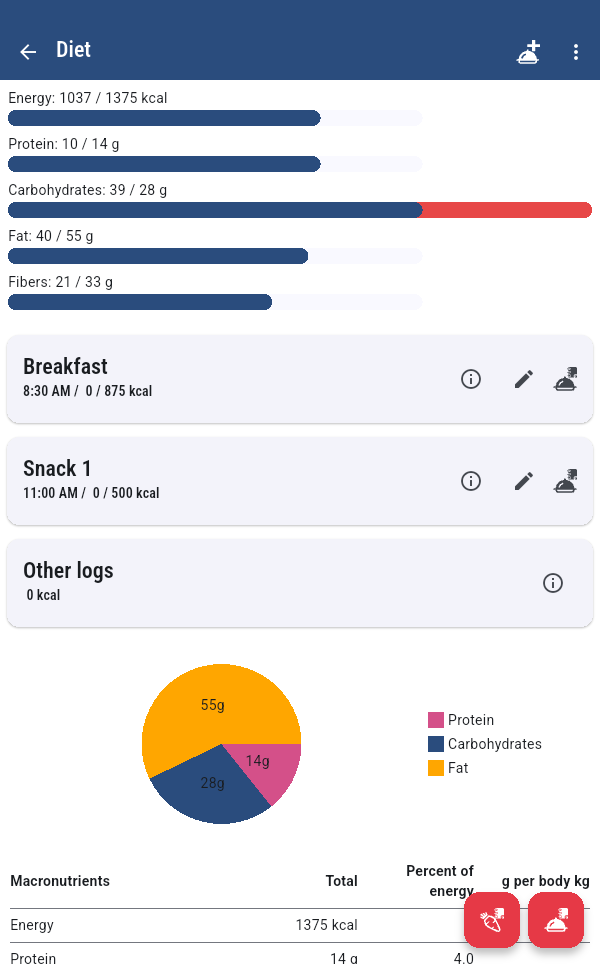 Diet
Energy: 1037 / 1375 kcal
Protein: 10 / 14 g
Carbohydrates: 39 / 28 g
Fat: 40 / 55 g
Fibers: 21 / 33 g
Breakfast
8:30 AM / 0 / 875 kcal
Snack 1
11:00 AM / 0 / 500 kcal
Other logs
0 kcal
55g
14g
28g
Protein
Carbohydrates
Fat
Macronutrients Total Percent of energy g per body kg
Energy 1375 kcal
Protein 14 g 4.0